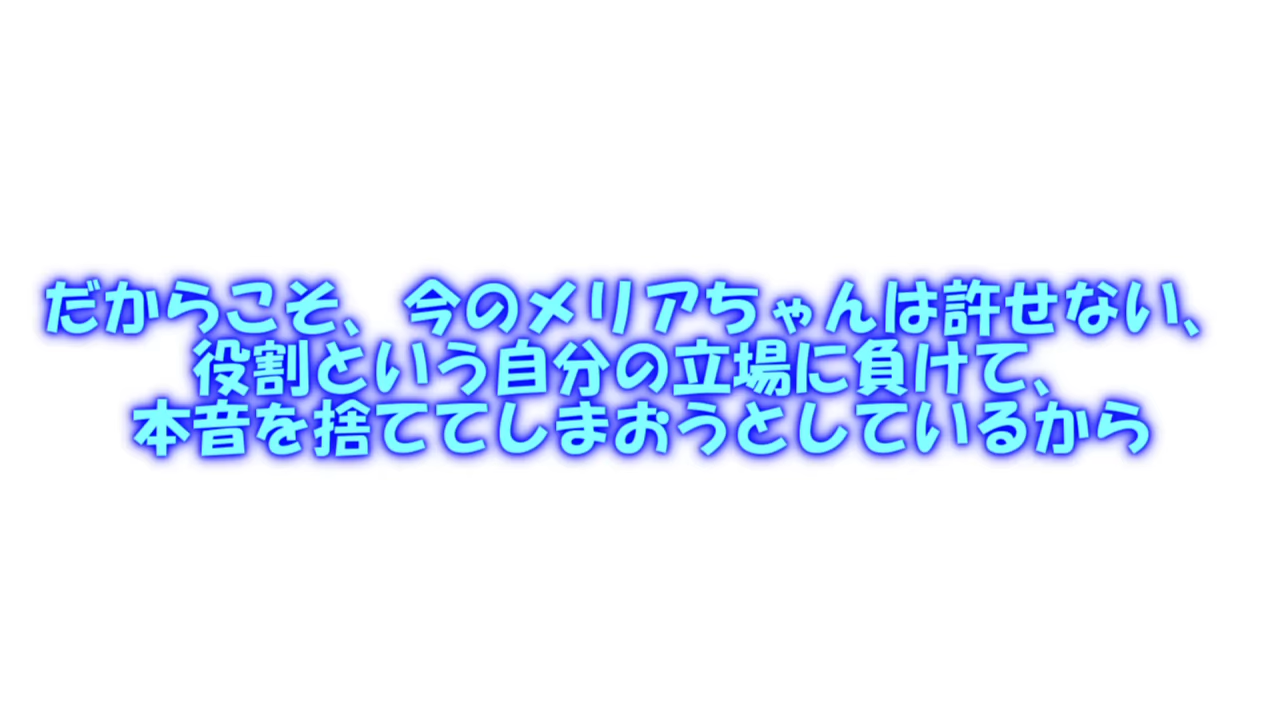 だからこそ、今のメリアちゃんは許せない、
役割という自分の立場に負けて、
本音を捨ててしまおうとしているから